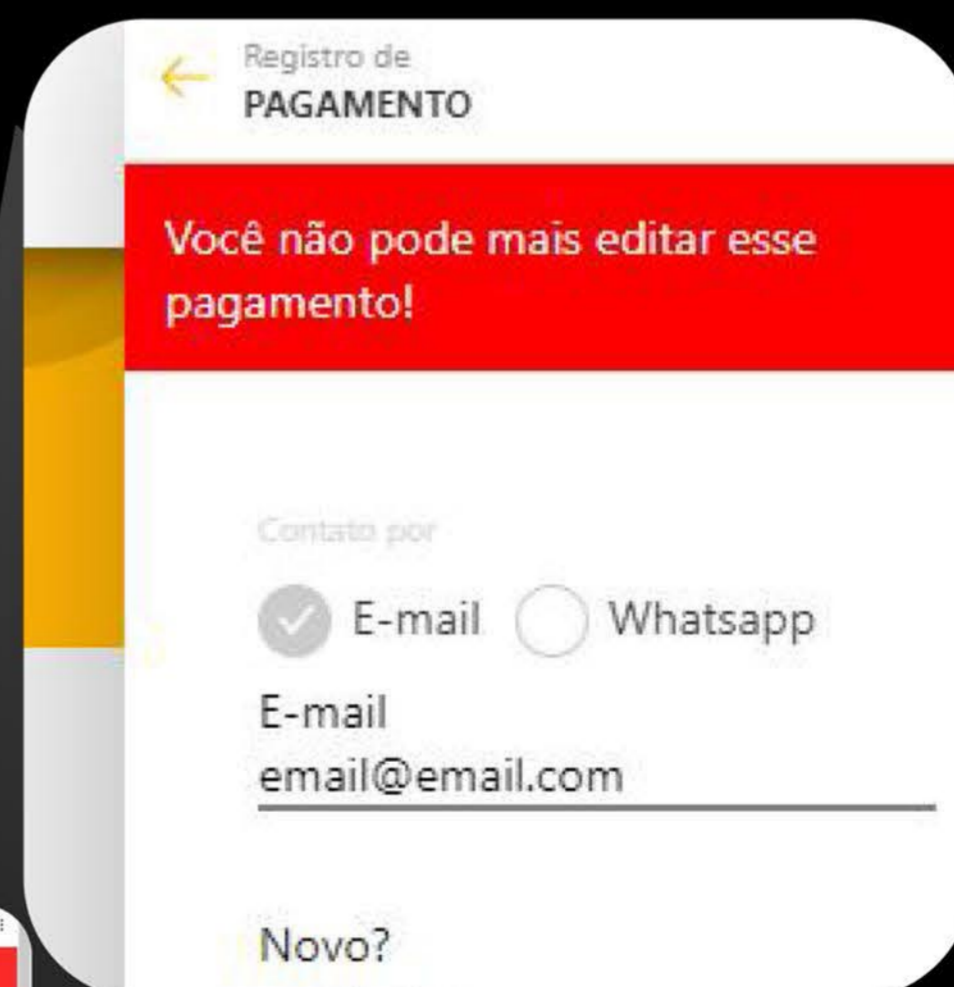 Registro de
PAGAMENTO
Você não pode mais editar esse
pagamento!
Contato por
E-mail Whatsapp
E-mail
email@email.com
Novo?